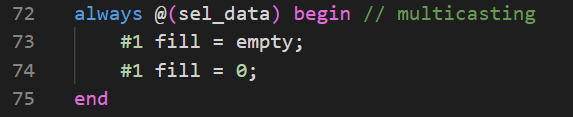 72 always @(sel_data) begin // multicasting
73 #1 fill = empty;
74 #1 fill = 0;
75 end